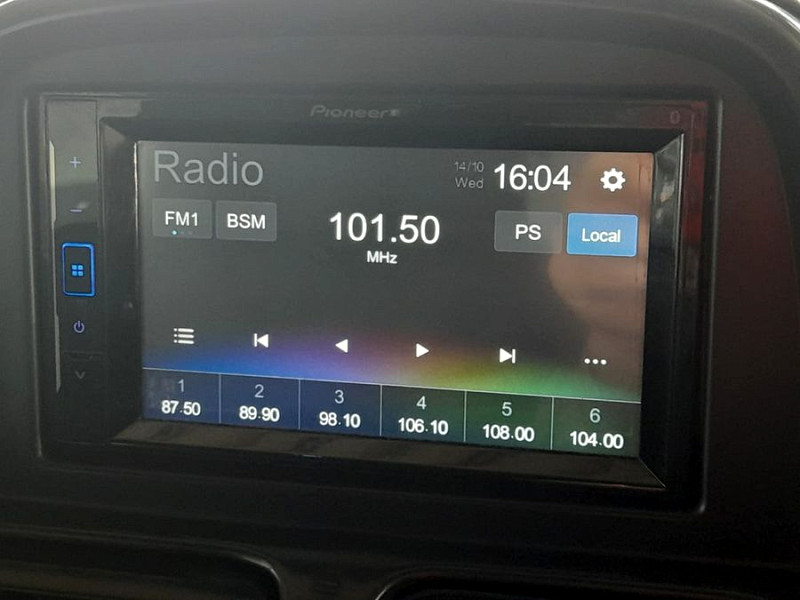 Pioneer
Radio
14/10
Wed
16:04
FM1
BSM
101.50
MHz
PS
Local
1
87.50
2
89.90
3
98.10
4
106.10
5
108.00
6
104.00